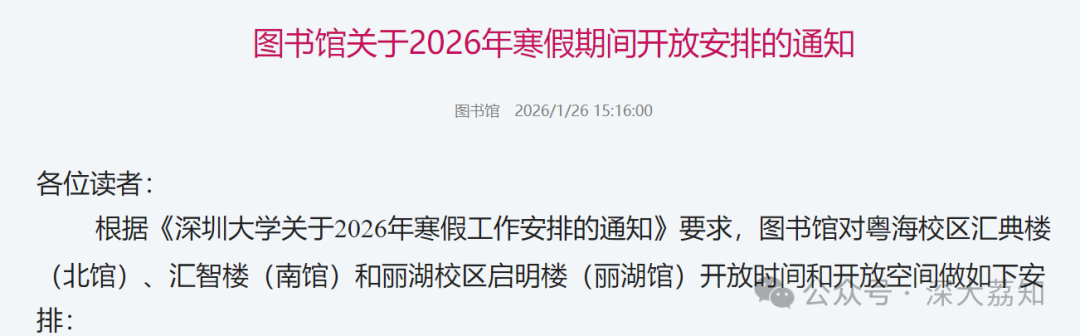 图书馆关于2026年寒假期间开放安排的通知
图书馆 2026/1/26 15:16:00
各位读者：
根据《深圳大学关于2026年寒假工作安排的通知》要求，图书馆对粤海校区汇典楼
（北馆）、汇智楼（南馆）和丽湖校区启明楼（丽湖馆）开放时间和开放空间做如下安
排：
公众号 · 深大荔知